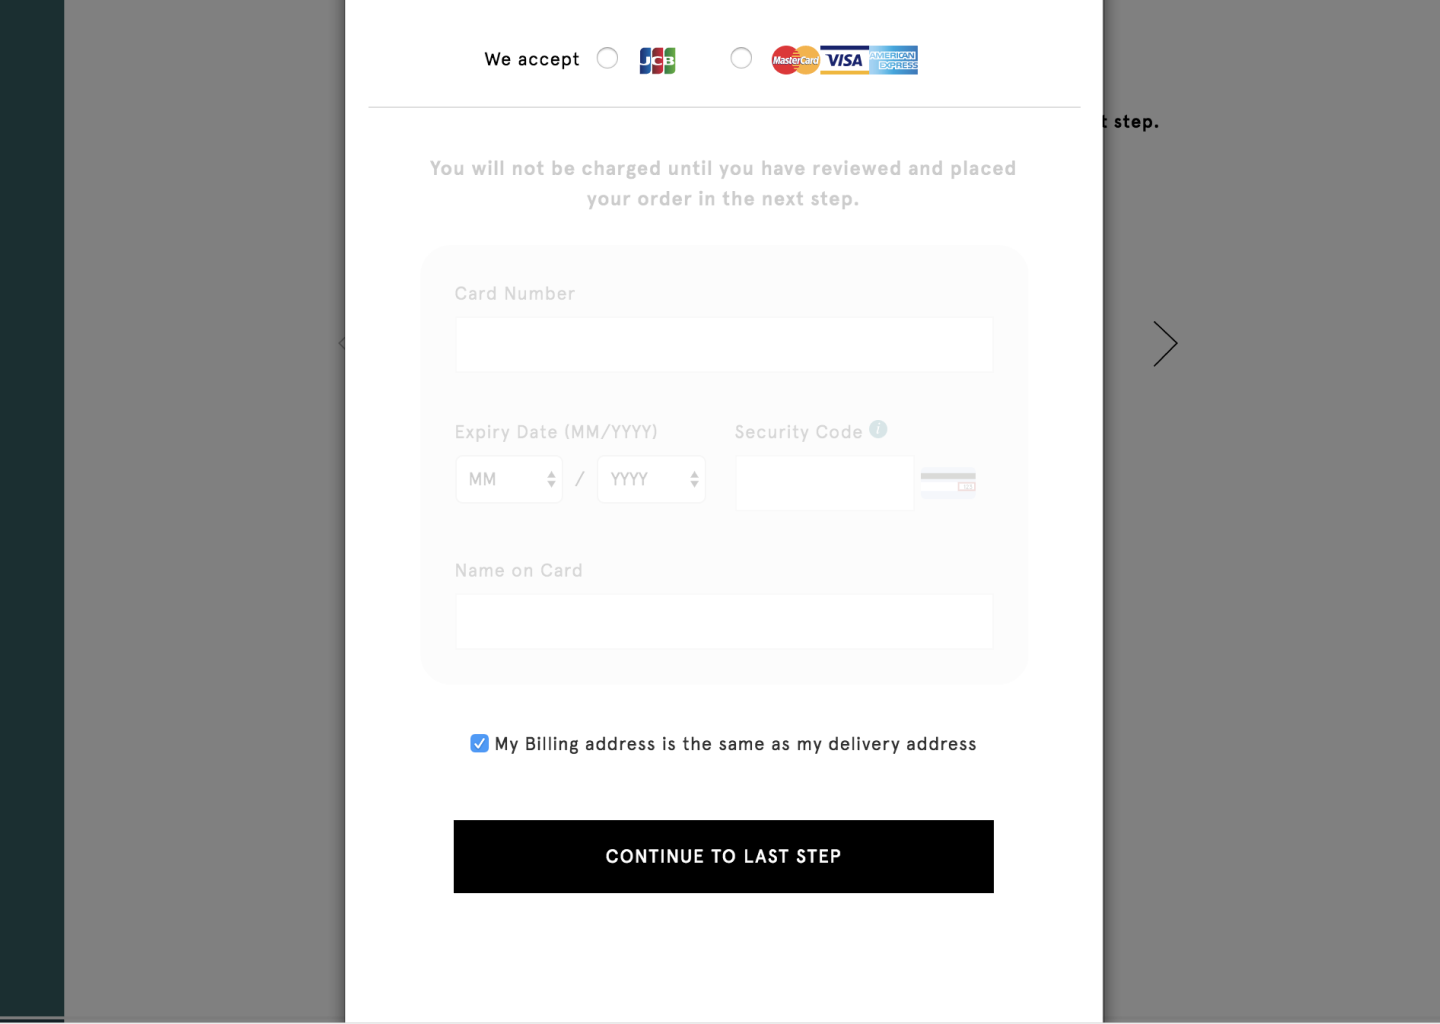 We accept JCB MasterCard VISA AMERICAN EXPRESS
t step.
You will not be charged until you have reviewed and placed
your order in the next step.
Card Number
Expiry Date (MM/YYYY) Security Code i
MM / YYYY
Name on Card
My Billing address is the same as my delivery address
CONTINUE TO LAST STEP